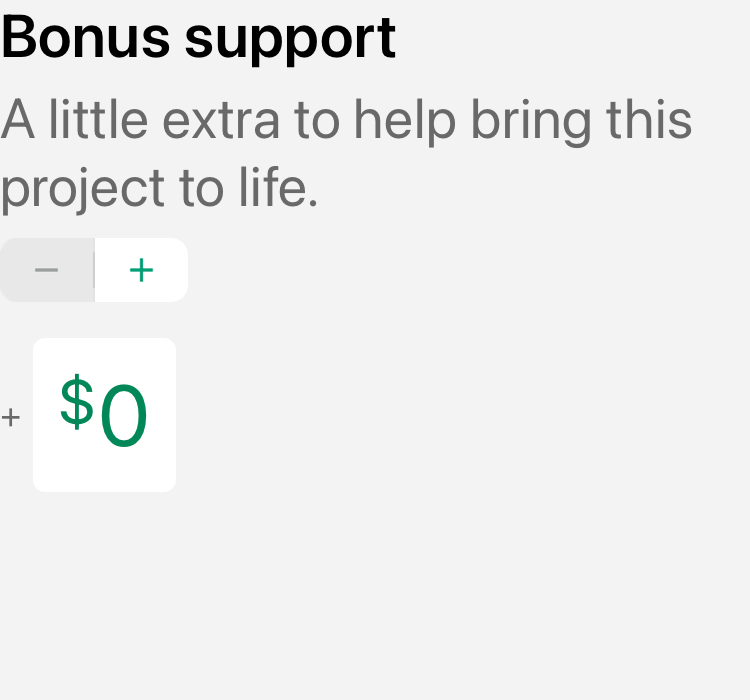 Bonus support
A little extra to help bring this
project to life.
− +
+ $0